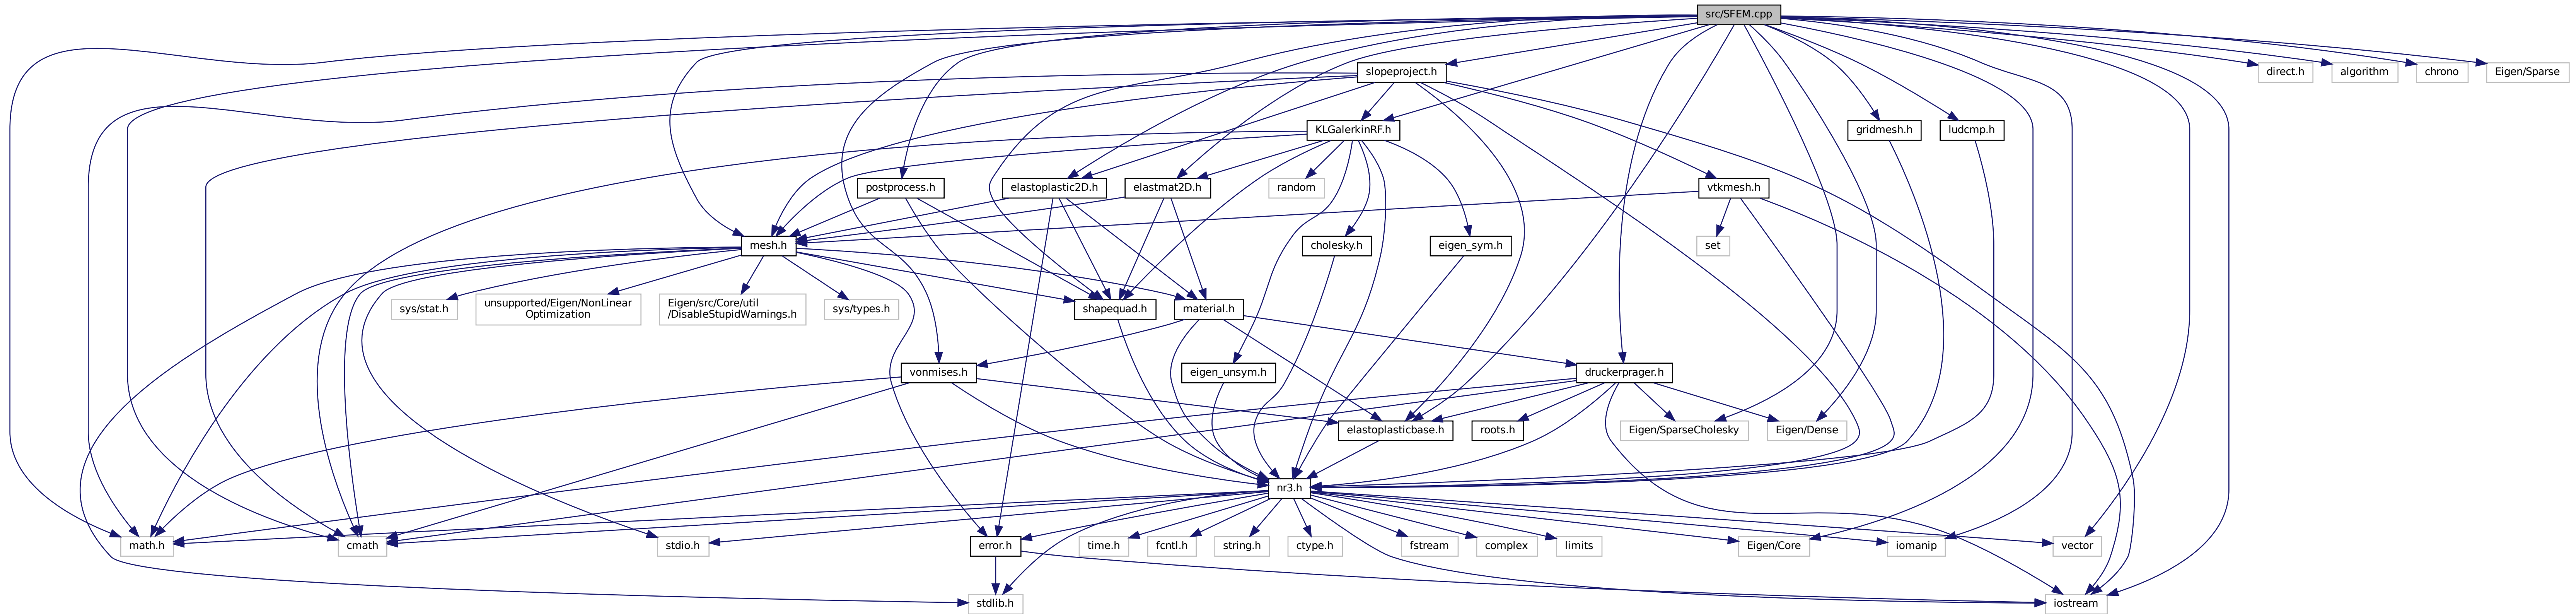 src/SFEM.cpp
slopeproject.h
direct.h
algorithm
chrono
Eigen/Sparse
KLGalerkinRF.h
gridmesh.h
ludcmp.h
postprocess.h
elastoplastic2D.h
elastmat2D.h
random
vtkmesh.h
mesh.h
cholesky.h
eigen_sym.h
set
sys/stat.h
unsupported/Eigen/NonLinear
Optimization
Eigen/src/Core/util
/DisableStupidWarnings.h
sys/types.h
shapequad.h
material.h
vonmises.h
eigen_unsym.h
druckerprager.h
elastoplasticbase.h
roots.h
Eigen/SparseCholesky
Eigen/Dense
nr3.h
math.h
cmath
stdio.h
error.h
time.h
fcntl.h
string.h
ctype.h
fstream
complex
limits
Eigen/Core
iomanip
vector
stdlib.h
iostream